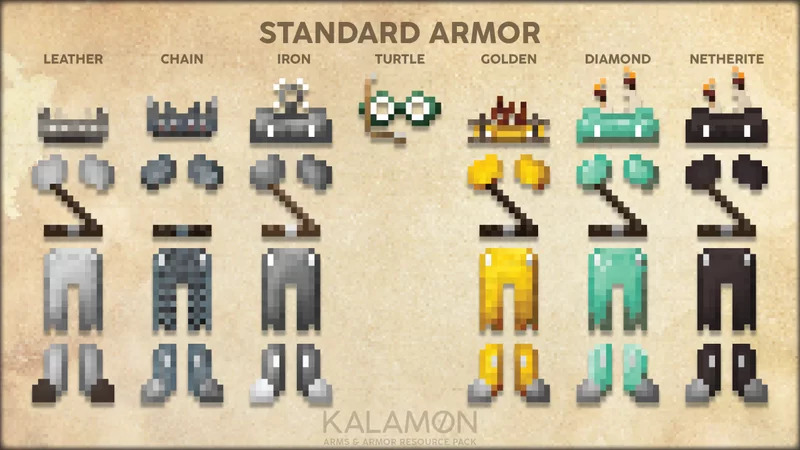 STANDARD ARMOR
LEATHER CHAIN IRON TURTLE GOLDEN DIAMOND NETHERITE
KALAMON
ARMS & ARMOR RESOURCE PACK